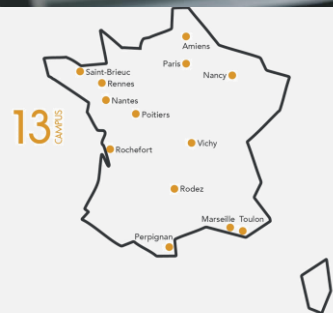 Amiens
Paris
Nancy
Saint-Brieuc
Rennes
Nantes
Poitiers
13 CAMPUS
Rochefort
Vichy
Rodez
Marseille Toulon
Perpignan